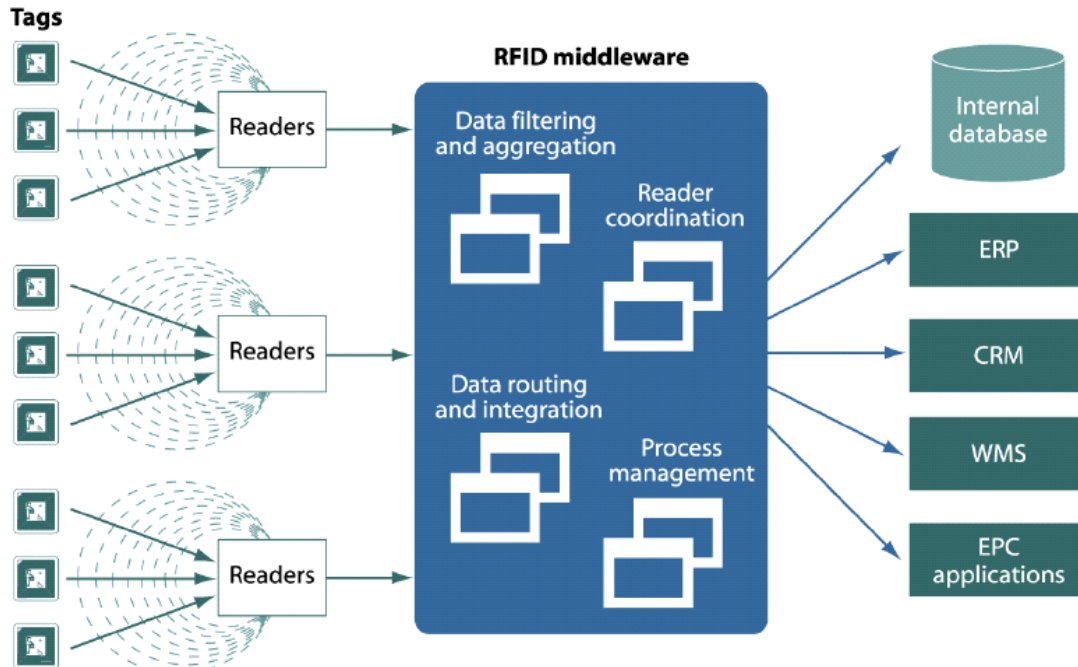 Tags
RFID middleware
Readers
Data filtering
and aggregation
Reader
coordination
Internal
database
ERP
Readers
CRM
Data routing
and integration
Process
management
WMS
Readers
EPC
applications